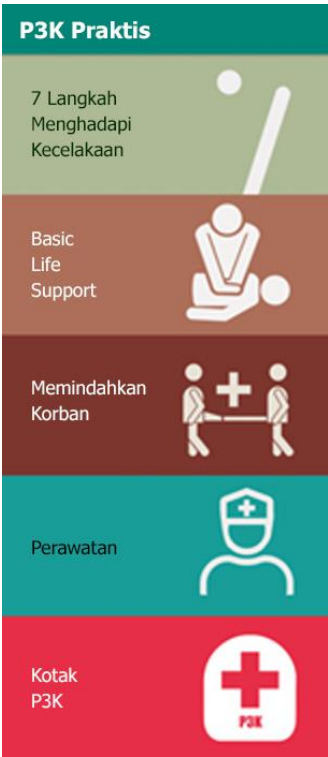 P3K Praktis
7 Langkah
Menghadapi
Kecelakaan
Basic
Life
Support
Memindahkan
Korban
Perawatan
Kotak
P3K
P3K